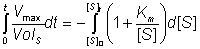 ∫₀ᵗ (V_max / Vol_s) dt = −∫_{[S]₀}^{[S]} (1 + K_m / [S]) d[S]